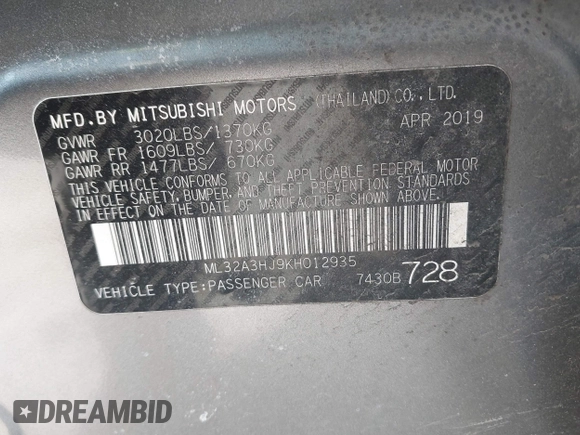 MFD.BY MITSUBISHI MOTORS (THAILAND)CO., LTD.
GVWR 3020LBS/1370KG APR 2019
GAWR FR 1609LBS/ 730KG
GAWR RR 1477LBS/ 670KG
THIS VEHICLE CONFORMS TO ALL APPLICABLE FEDERAL MOTOR
VEHICLE SAFETY,BUMPER,AND THEFT PREVENTION STANDARDS
IN EFFECT ON THE DATE OF MANUFACTURE SHOWN ABOVE.
ML32A3HJ9KH012935
VEHICLE TYPE:PASSENGER CAR 7430B 728
DREAMBID